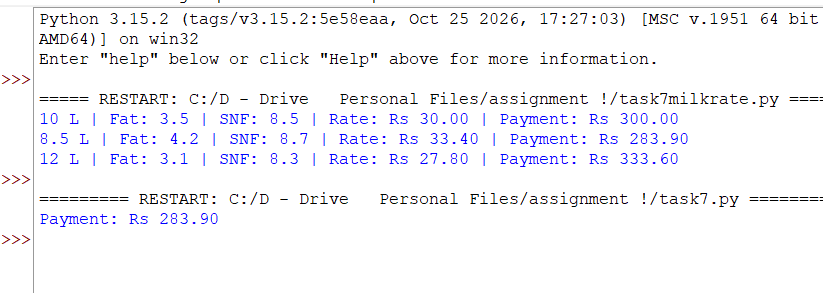 Python 3.15.2 (tags/v3.15.2:5e58eaa, Oct 25 2026, 17:27:03) [MSC v.1951 64 bit
AMD64)] on win32
Enter "help" below or click "Help" above for more information.
>>>
===== RESTART: C:/D - Drive   Personal Files/assignment !/task7milkrate.py ====
10 L | Fat: 3.5 | SNF: 8.5 | Rate: Rs 30.00 | Payment: Rs 300.00
8.5 L | Fat: 4.2 | SNF: 8.7 | Rate: Rs 33.40 | Payment: Rs 283.90
12 L | Fat: 3.1 | SNF: 8.3 | Rate: Rs 27.80 | Payment: Rs 333.60
>>>
========= RESTART: C:/D - Drive   Personal Files/assignment !/task7.py ========
Payment: Rs 283.90
>>>